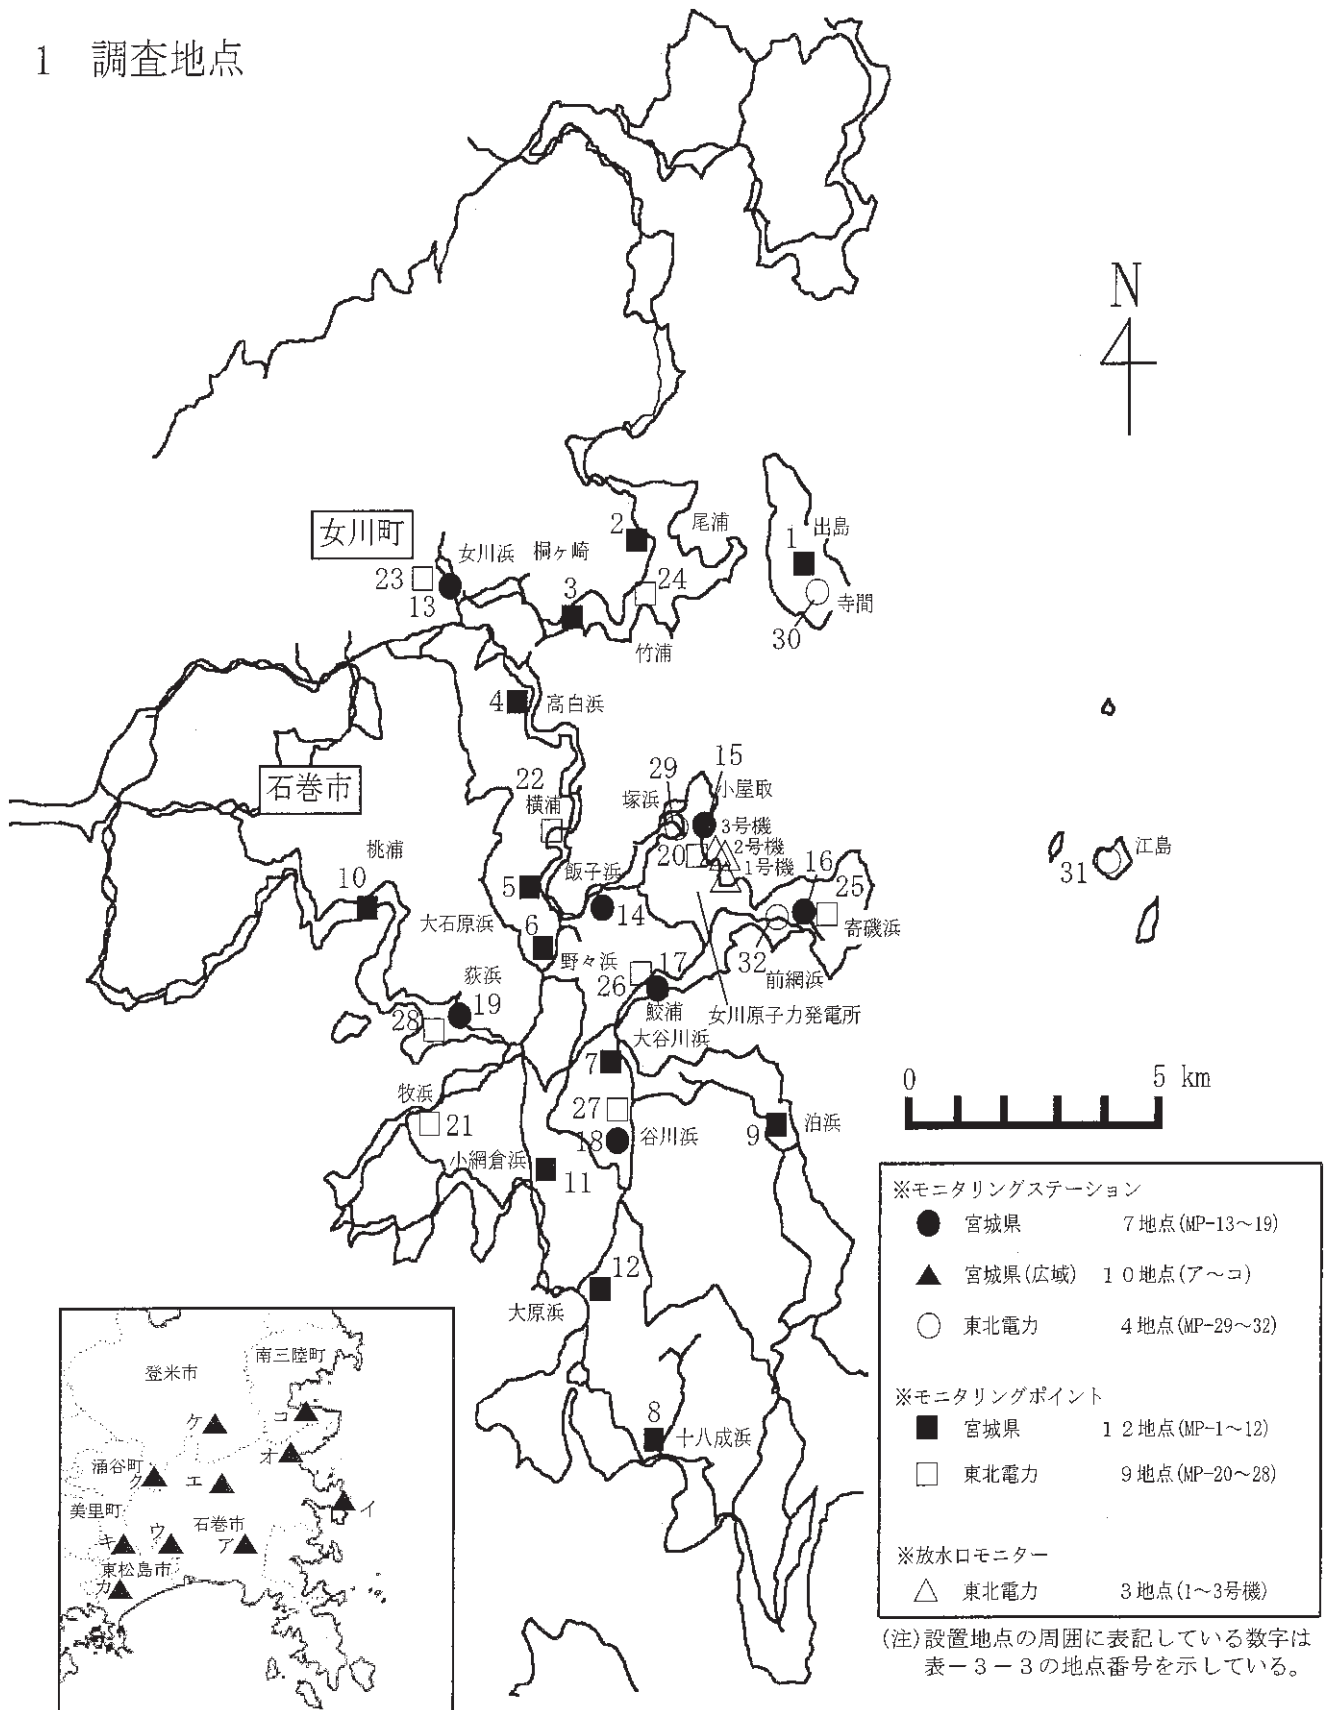 1 調査地点
N
女川町
2
尾浦
出島
1
女川浜
桐ヶ崎
23
24
3
13
寺間
30
竹浦
4
高白浜
29
15
石巻市
22
横浦
塚浜
小屋取
3号機
2号機
1号機
20
桃浦
飯子浜
16
25
31
江島
10
5
大石原浜
14
寄磯浜
6
野々浜
17
32
前網浜
荻浜
26
19
鮫浦
女川原子力発電所
28
大谷川浜
7
0
5 km
牧浜
27
21
18
谷川浜
9
泊浜
小網倉浜
11
12
大原浜
8
十八成浜
※モニタリングステーション
● 宮城県 7地点(MP-13～19)
▲ 宮城県(広域) 10地点(ア～コ)
○ 東北電力 4地点(MP-29～32)
※モニタリングポイント
■ 宮城県 12地点(MP-1～12)
□ 東北電力 9地点(MP-20～28)
※放水口モニター
△ 東北電力 3地点(1～3号機)
(注)設置地点の周囲に表記している数字は
表－3－3の地点番号を示している。
南三陸町
登米市
ケ
コ
オ
涌谷町
ク
エ
イ
美里町
石巻市
キ
ウ
ア
東松島市
カ